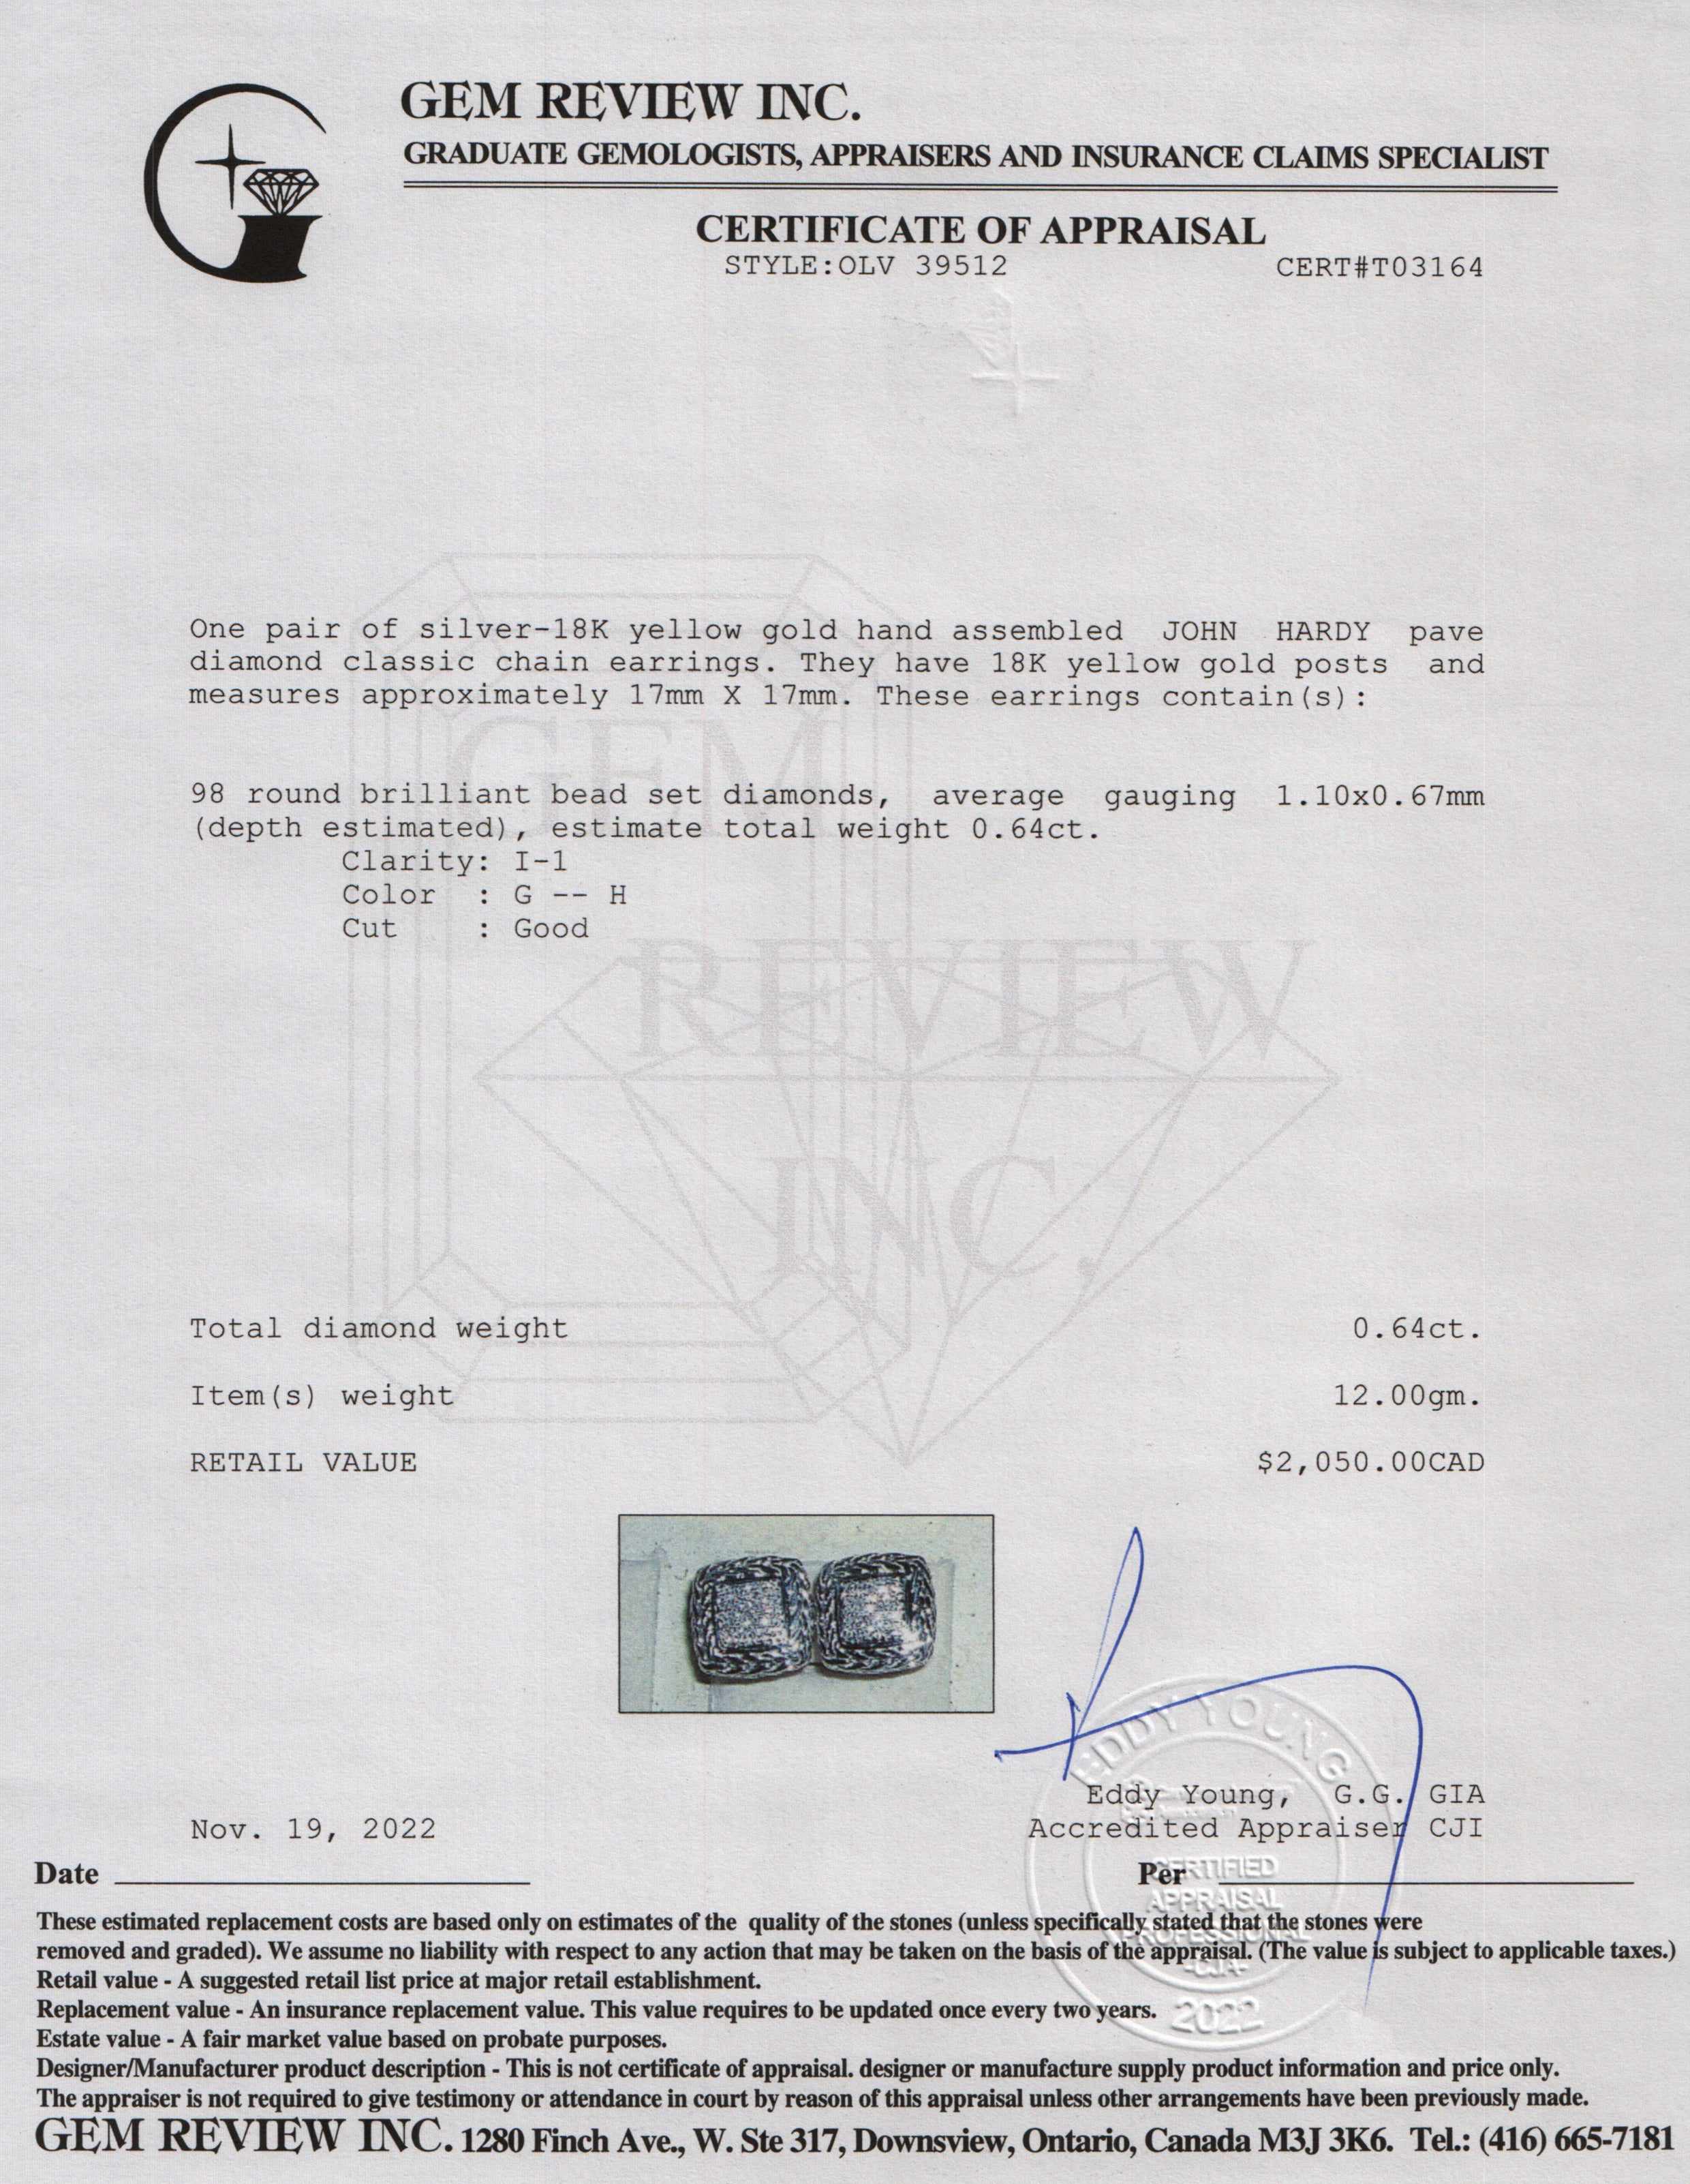 GEM REVIEW INC.
GRADUATE GEMOLOGISTS, APPRAISERS AND INSURANCE CLAIMS SPECIALIST
CERTIFICATE OF APPRAISAL
STYLE:OLV 39512 CERT#T03164
One pair of silver-18K yellow gold hand assembled JOHN HARDY pave
diamond classic chain earrings. They have 18K yellow gold posts and
measures approximately 17mm X 17mm. These earrings contain(s):
GEM
98 round brilliant bead set diamonds, average gauging 1.10x0.67mm
(depth estimated), estimate total weight 0.64ct.
Clarity: I-1
Color : G -- H
Cut : Good
REVIEW
INC.
Total diamond weight 0.64ct.
Item(s) weight 12.00gm.
RETAIL VALUE $2,050.00CAD
EDDY YOUNG
Eddy Young, G.G. GIA
Nov. 19, 2022 Accredited Appraiser CJI
Date Per
CERTIFIED
APPRAISAL
PROFESSIONAL
-CJA-
2022
These estimated replacement costs are based only on estimates of the quality of the stones (unless specifically stated that the stones were
removed and graded). We assume no liability with respect to any action that may be taken on the basis of the appraisal. (The value is subject to applicable taxes.)
Retail value - A suggested retail list price at major retail establishment.
Replacement value - An insurance replacement value. This value requires to be updated once every two years.
Estate value - A fair market value based on probate purposes.
Designer/Manufacturer product description - This is not certificate of appraisal. designer or manufacture supply product information and price only.
The appraiser is not required to give testimony or attendance in court by reason of this appraisal unless other arrangements have been previously made.
GEM REVIEW INC. 1280 Finch Ave., W. Ste 317, Downsview, Ontario, Canada M3J 3K6. Tel.: (416) 665-7181